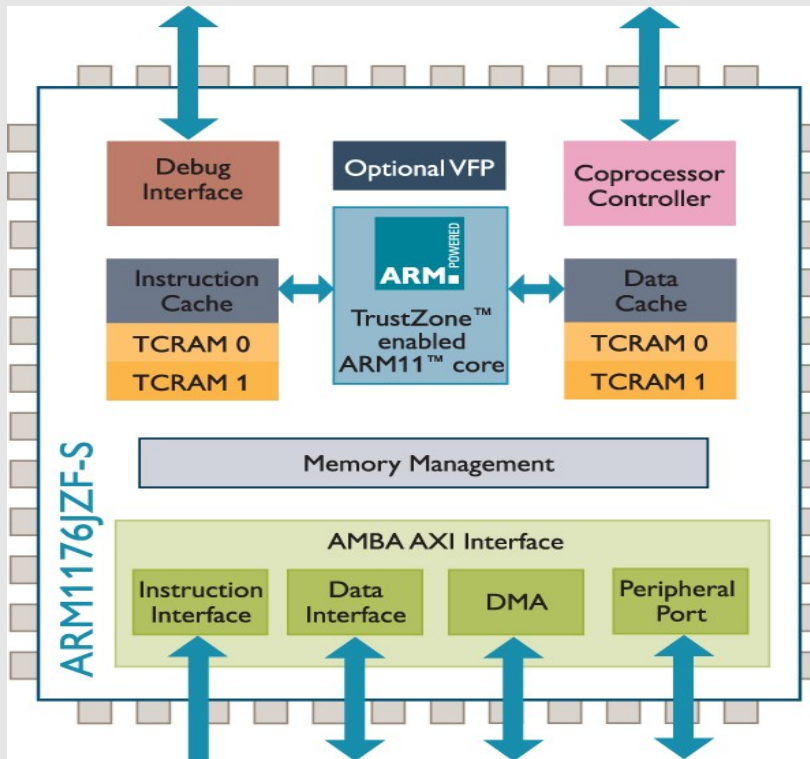 Debug
Interface
Optional VFP
Coprocessor
Controller
Instruction
Cache
TCRAM 0
TCRAM 1
ARM
POWERED
TrustZone™
enabled
ARM11™ core
Data
Cache
TCRAM 0
TCRAM 1
Memory Management
ARM1176JZF-S
AMBA AXI Interface
Instruction
Interface
Data
Interface
DMA
Peripheral
Port